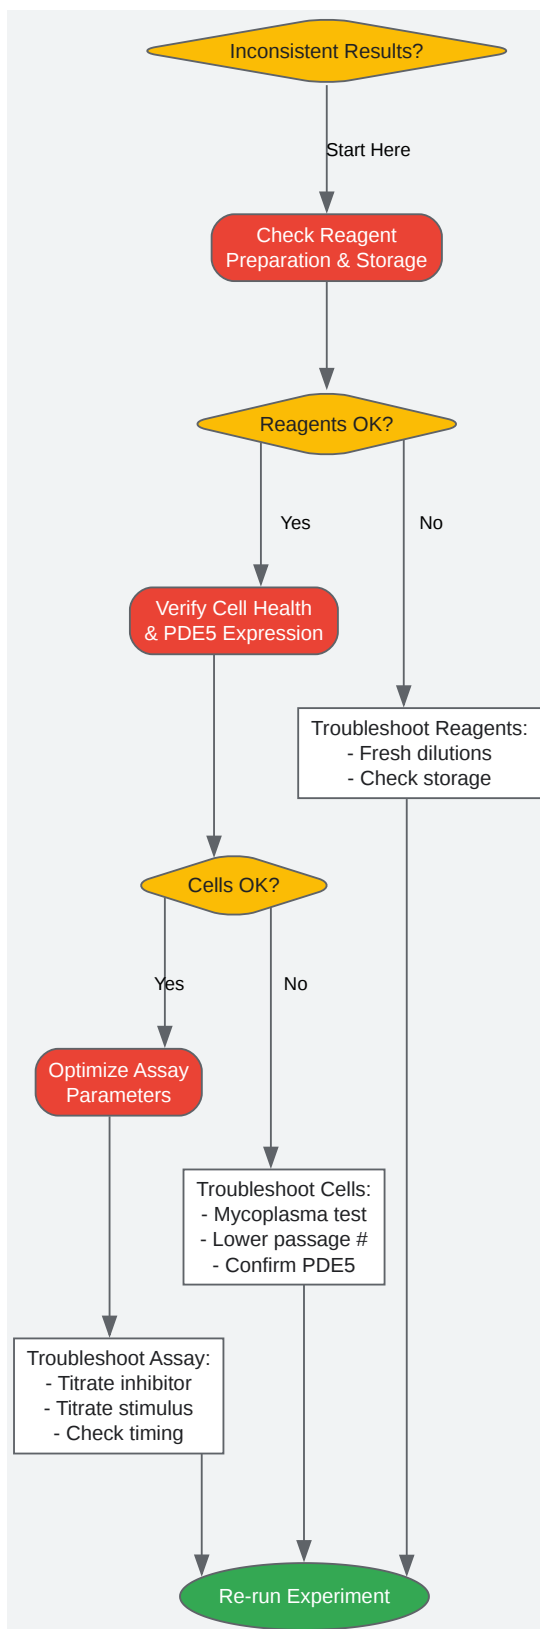 Inconsistent Results?
Start Here
Check Reagent
Preparation & Storage
Reagents OK?
Yes
No
Verify Cell Health
& PDE5 Expression
Troubleshoot Reagents:
- Fresh dilutions
- Check storage
Cells OK?
Yes
No
Optimize Assay
Parameters
Troubleshoot Cells:
- Mycoplasma test
- Lower passage #
- Confirm PDE5
Troubleshoot Assay:
- Titrate inhibitor
- Titrate stimulus
- Check timing
Re-run Experiment